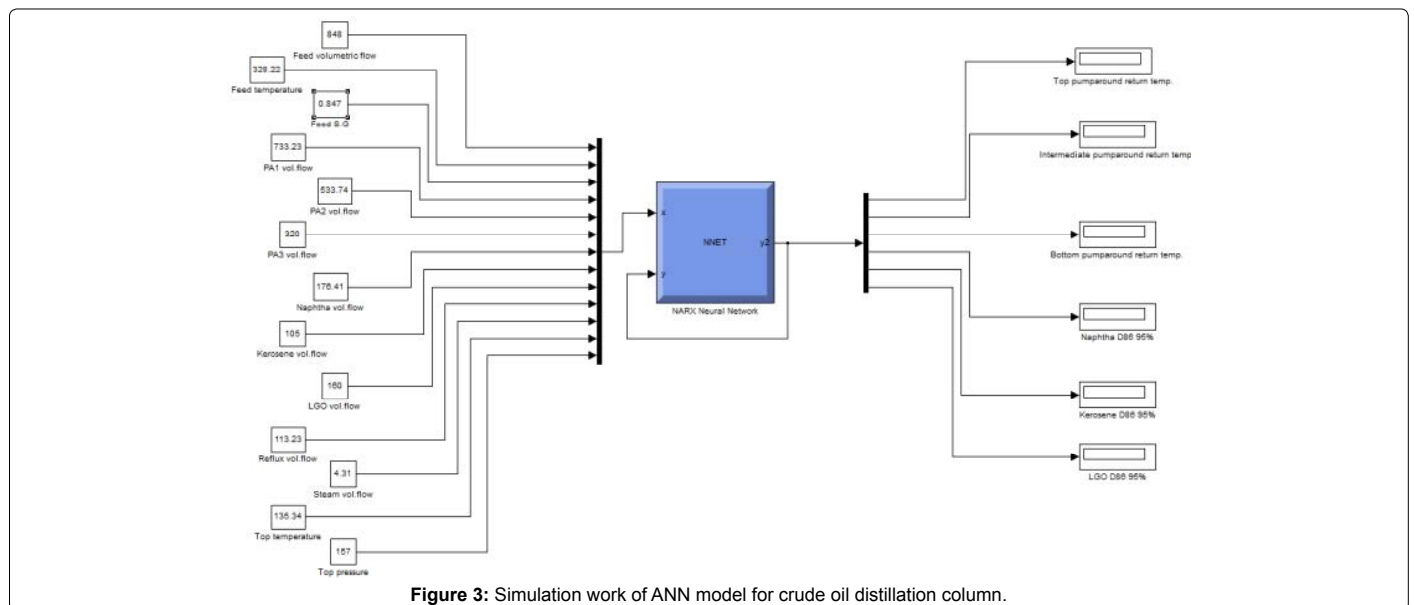 848
Feed volumetric flow
328.22
Feed temperature
0.847
Feed S.G
733.23
PA1 vol.flow
533.74
PA2 vol.flow
320
PA3 vol.flow
176.41
Naphtha vol.flow
105
Kerosene vol.flow
160
LGO vol.flow
113.23
Reflux vol.flow
4.31
Steam vol.flow
135.34
Top temperature
157
Top pressure
x
NNET
y2
y
NARX Neural Network
Top pumparound return temp.
Intermediate pumparound return temp
Bottom pumparound return temp.
Naphtha D86 95%
Kerosene D86 95%
LGO D86 95%
Figure 3: Simulation work of ANN model for crude oil distillation column.